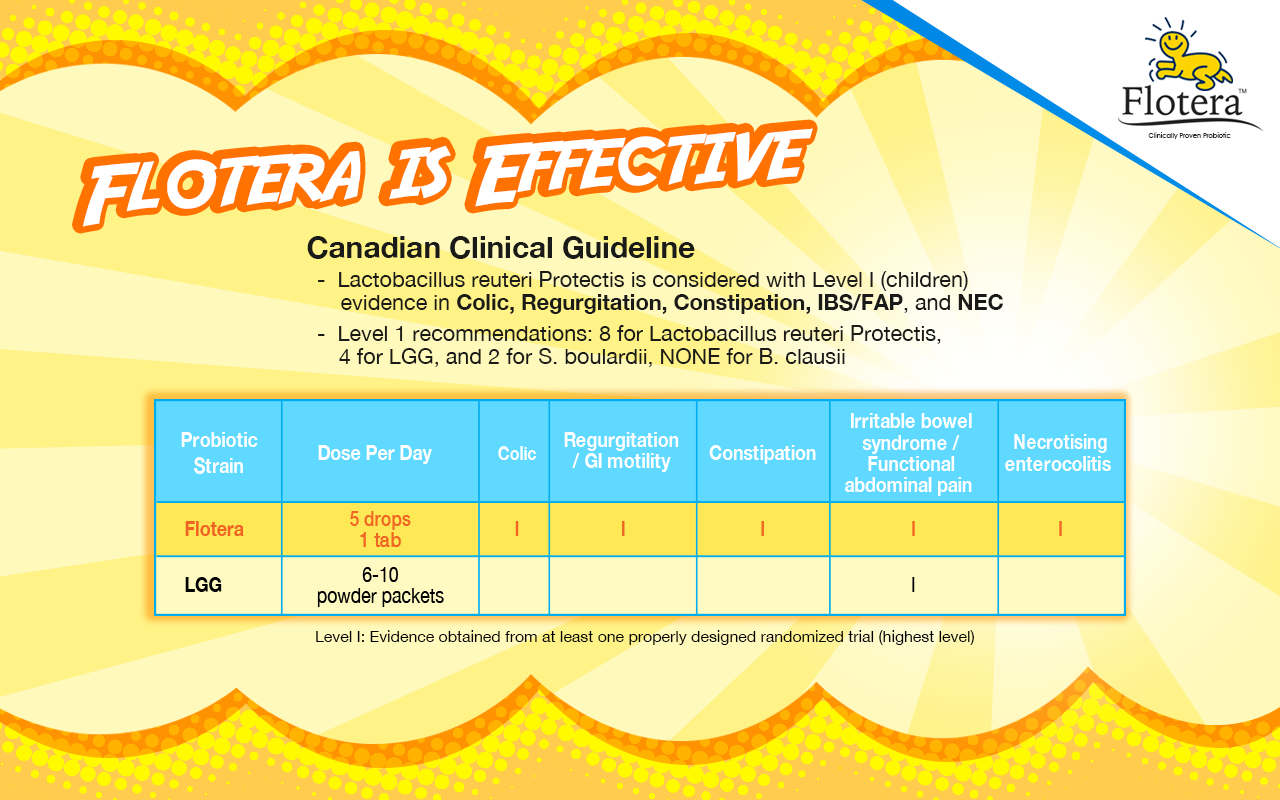 Flotera™
Clinically Proven Probiotic
FLOTERA IS EFFECTIVE
Canadian Clinical Guideline
- Lactobacillus reuteri Protectis is considered with Level I (children)
evidence in Colic, Regurgitation, Constipation, IBS/FAP, and NEC
- Level 1 recommendations: 8 for Lactobacillus reuteri Protectis,
4 for LGG, and 2 for S. boulardii, NONE for B. clausii
Probiotic
Strain
Dose Per Day
Colic
Regurgitation
/ GI motility
Constipation
Irritable bowel
syndrome /
Functional
abdominal pain
Necrotising
enterocolitis
Flotera
5 drops
1 tab
I
I
I
I
I
LGG
6-10
powder packets
I
Level I: Evidence obtained from at least one properly designed randomized trial (highest level)